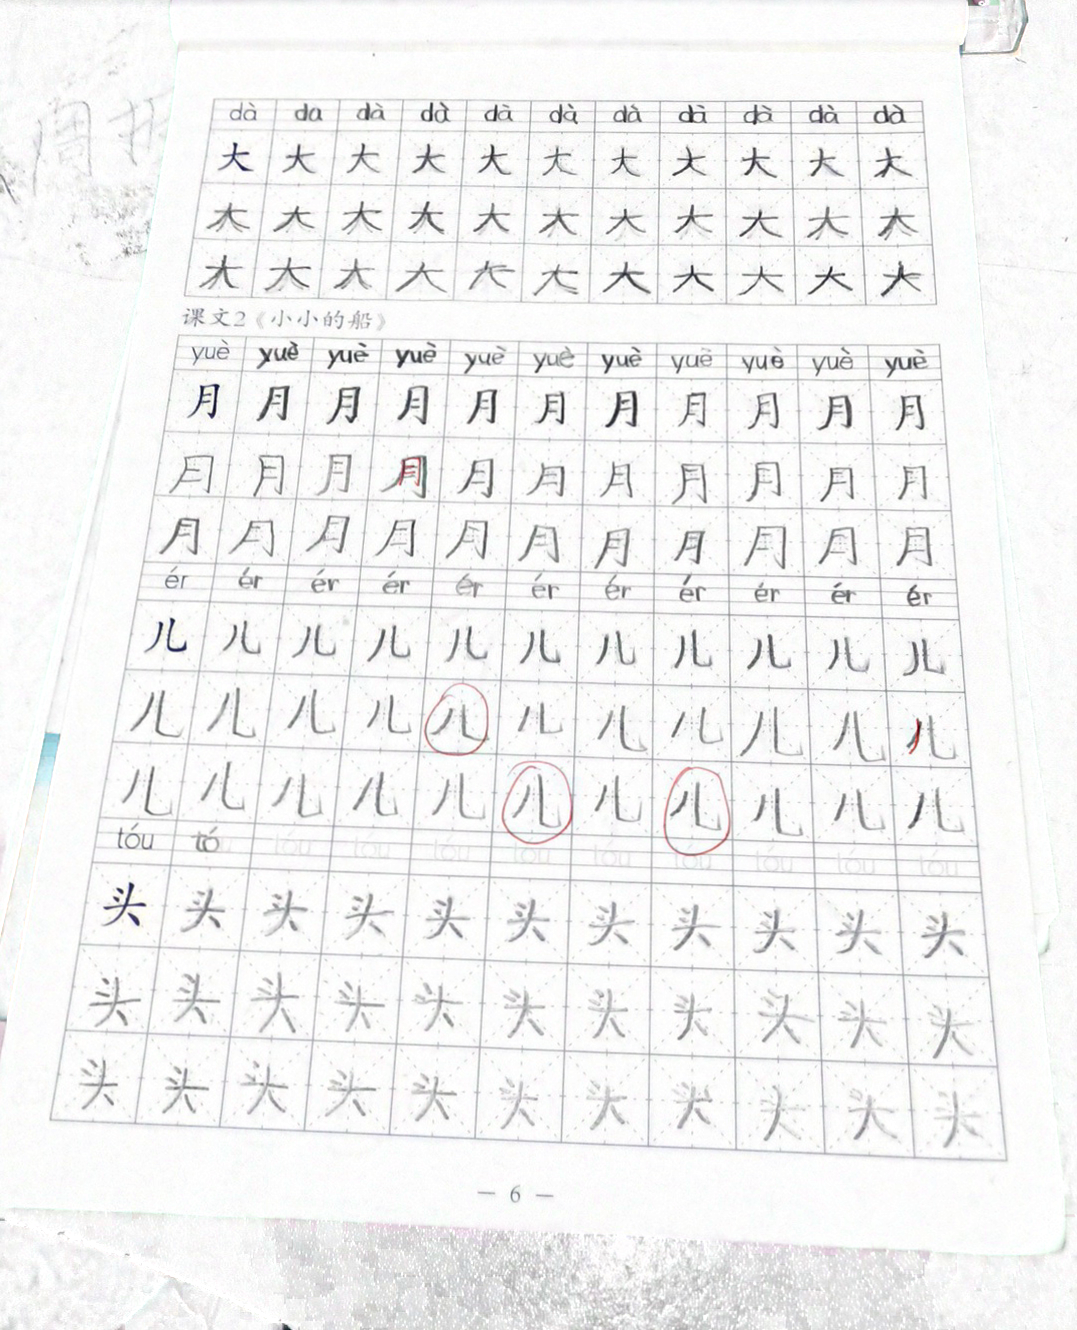 dà da dà dà dà dà dà dà dà dà dà
大 大 大 大 大 大 大 大 大 大 大
大 大 大 大 大 大 大 大 大 大 大
大 大 大 大 大 大 大 大 大 大 大
课文2《小小的船》
yuè yuè yuè yuè yuè yuè yuè yuè yuè yuè yuè
月 月 月 月 月 月 月 月 月 月 月
月 月 月 月 月 月 月 月 月 月 月
月 月 月 月 月 月 月 月 月 月 月
ér ér ér ér ér ér ér ér ér ér ér
儿 儿 儿 儿 儿 儿 儿 儿 儿 儿 儿
儿 儿 儿 儿 儿 儿 儿 儿 儿 儿 儿
儿 儿 儿 儿 儿 儿 儿 儿 儿 儿 儿
tóu tóu tóu tóu tóu tóu tóu tóu tóu tóu tóu
头 头 头 头 头 头 头 头 头 头 头
头 头 头 头 头 头 头 头 头 头 头
头 头 头 头 头 头 头 头 头 头 头
— 6 —